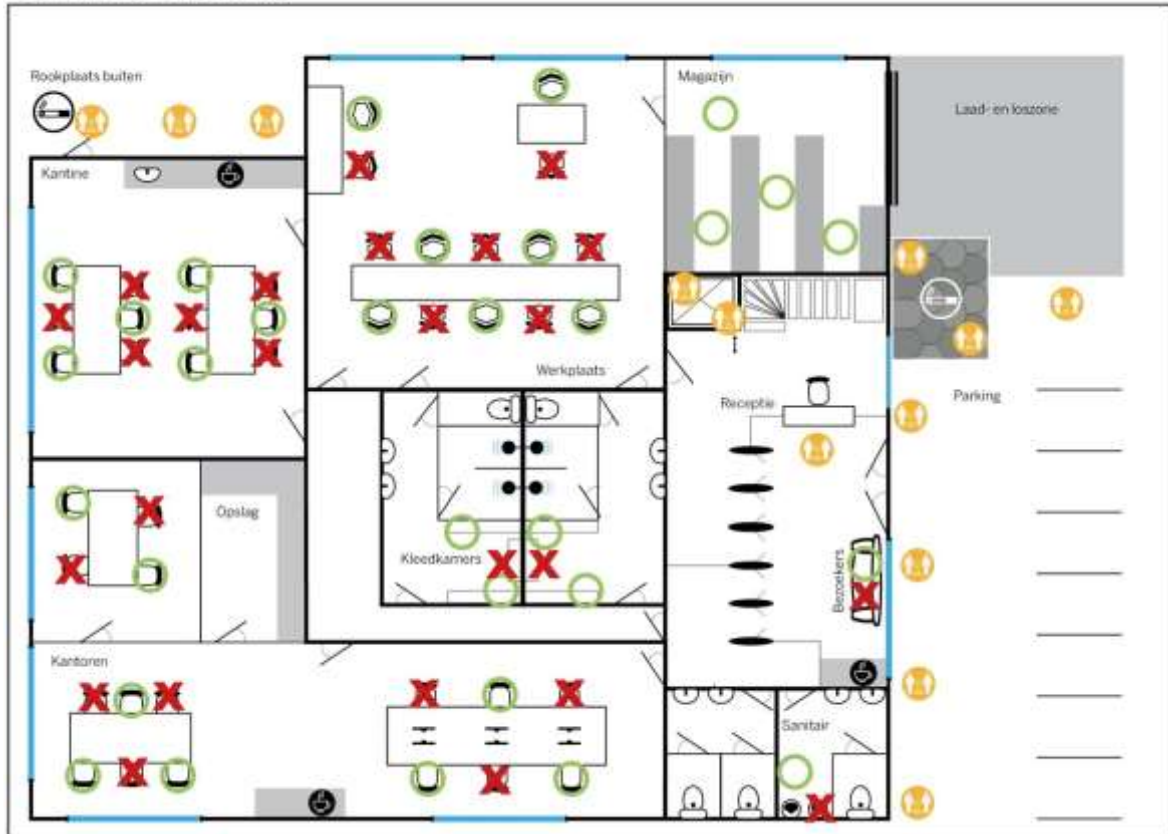 Rookplaats buiten
Magazijn
Laad- en loszone
Kantine
Werkplaats
Receptie
Parking
Opslag
Kleedkamers
Bezoekers
Kantoren
Sanitair